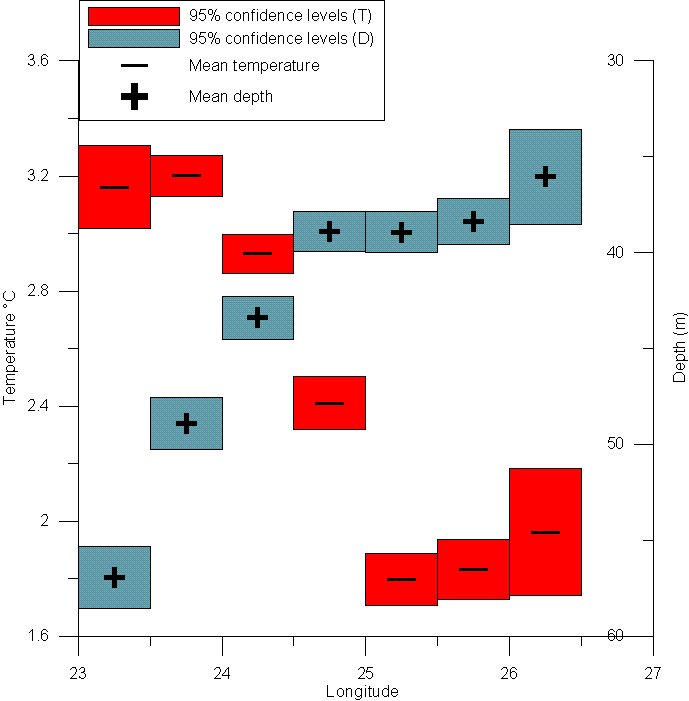 95% confidence levels (T)
95% confidence levels (D)
Mean temperature
Mean depth
3.6
3.2
2.8
2.4
2
1.6
Temperature °C
30
40
50
60
Depth (m)
23
24
25
26
27
Longitude